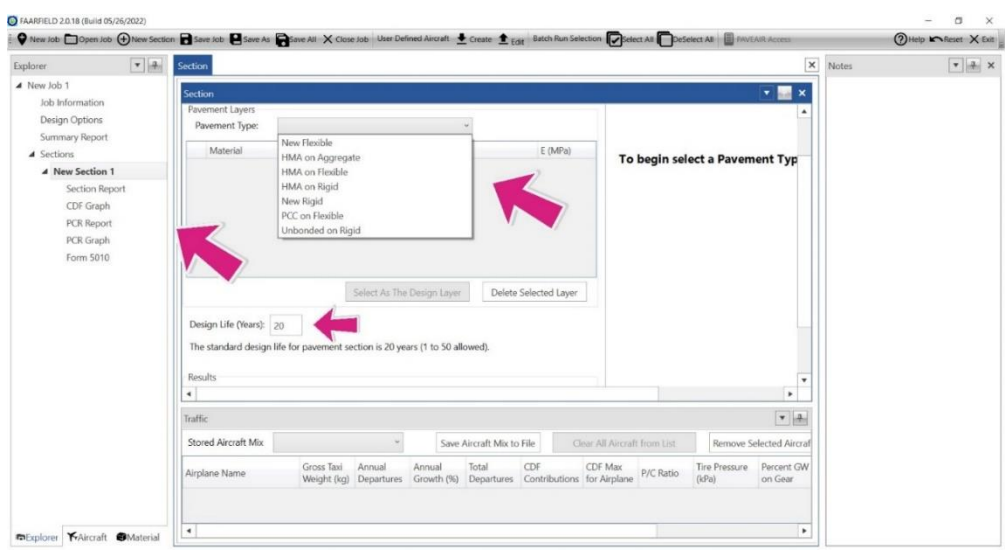 FAARFIELD 2.0.18 (Build 05/26/2022)
New Job Open Job New Section Save Job Save As Save All Close Job User Defined Aircraft Create Edit Batch Run Selection Select All DeSelect All PAVEAIR Access Help Reset Exit
Explorer
Section
Notes
New Job 1
Job Information
Design Options
Summary Report
Sections
New Section 1
Section Report
CDF Graph
PCR Report
PCR Graph
Form 5010
Section
Pavement Layers
Pavement Type:
Material
E (MPa)
New Flexible
HMA on Aggregate
HMA on Flexible
HMA on Rigid
New Rigid
PCC on Flexible
Unbonded on Rigid
To begin select a Pavement Typ
Select As The Design Layer Delete Selected Layer
Design Life (Years): 20
The standard design life for pavement section is 20 years (1 to 50 allowed).
Results
Traffic
Stored Aircraft Mix Save Aircraft Mix to File Clear All Aircraft from List Remove Selected Aircraf
Airplane Name
Gross Taxi
Weight (kg)
Annual
Departures
Annual
Growth (%)
Total
Departures
CDF
Contributions
CDF Max
for Airplane
P/C Ratio
Tire Pressure
(kPa)
Percent GW
on Gear
Explorer Aircraft Material